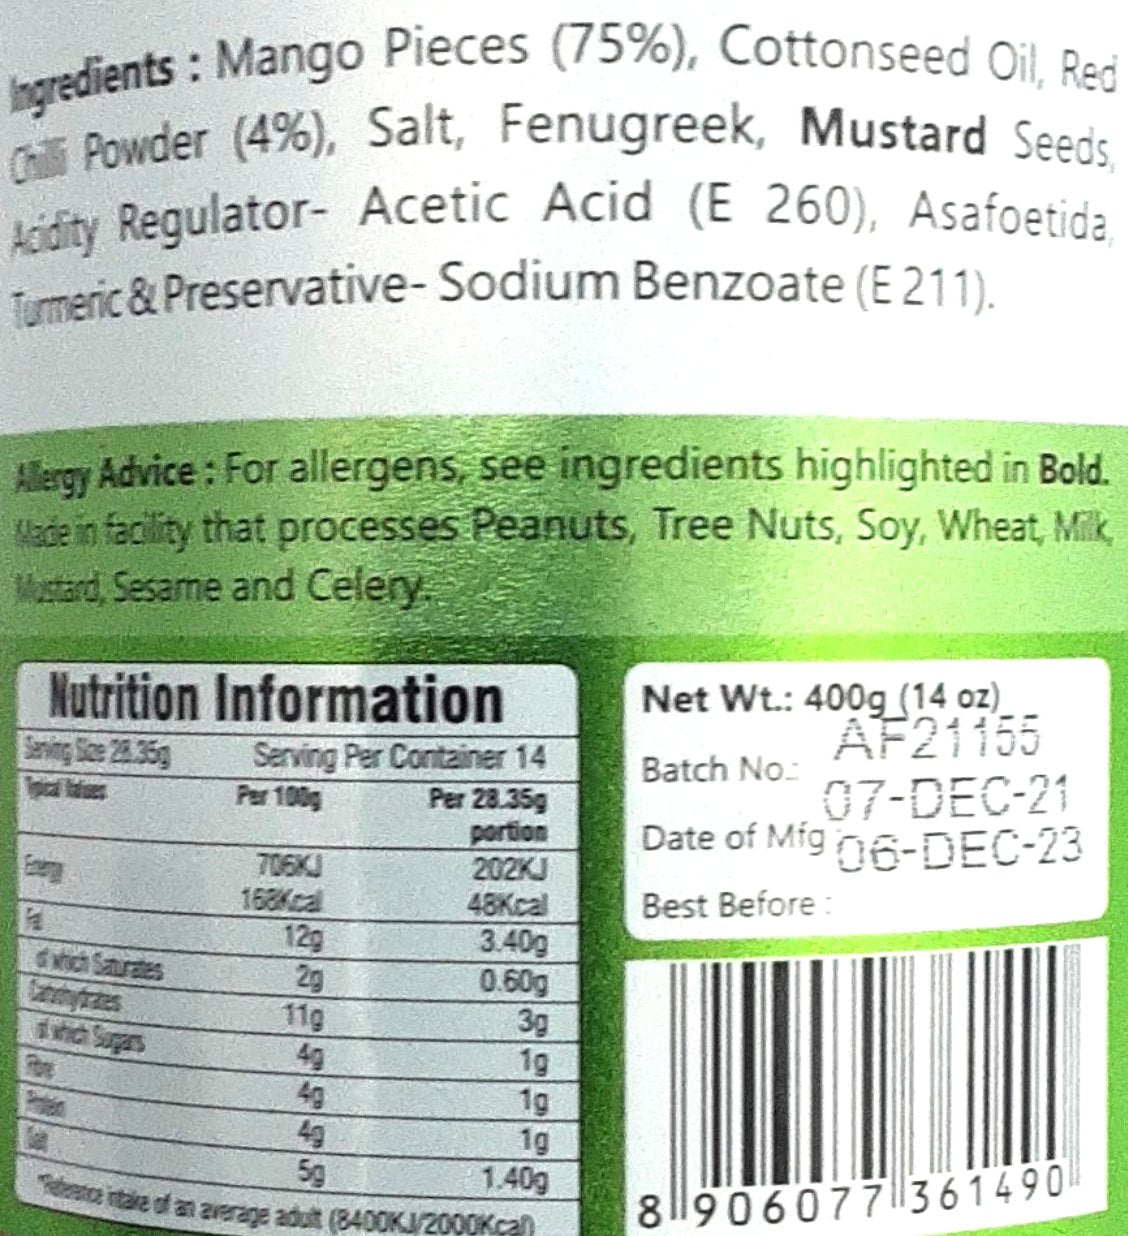 Ingredients : Mango Pieces (75%), Cottonseed Oil, Red
Chilli Powder (4%), Salt, Fenugreek, Mustard Seeds,
Acidity Regulator- Acetic Acid (E 260), Asafoetida,
Turmeric & Preservative- Sodium Benzoate (E 211).
Allergy Advice : For allergens, see ingredients highlighted in Bold.
Made in facility that processes Peanuts, Tree Nuts, Soy, Wheat, Milk,
Mustard, Sesame and Celery.
Nutrition Information
Serving Size 28.35g Serving Per Container 14
Typical Values Per 100g Per 28.35g
portion
Energy 706KJ 202KJ
168Kcal 48Kcal
Fat 12g 3.40g
of which Saturates 2g 0.60g
Carbohydrates 11g 3g
of which Sugars 4g 1g
Fibre 4g 1g
Protein 4g 1g
Salt 5g 1.40g
*Reference intake of an average adult (8400KJ/2000Kcal)
Net Wt.: 400g (14 oz)
Batch No.: AF21155
Date of Mfg 07-DEC-21
Best Before : 06-DEC-23
8 906077 361490